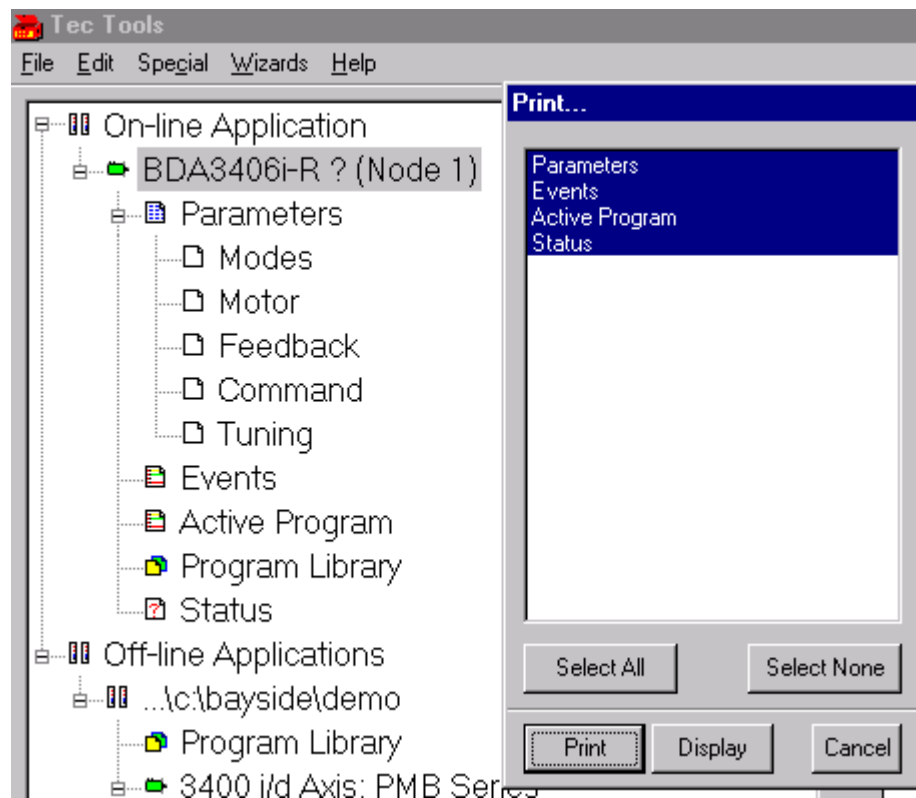 Tec Tools
File Edit Special Wizards Help
On-line Application
BDA3406i-R ? (Node 1)
Parameters
Modes
Motor
Feedback
Command
Tuning
Events
Active Program
Program Library
Status
Off-line Applications
...\c:\bayside\demo
Program Library
3400 i/d Axis: PMB Series
Print...
Parameters
Events
Active Program
Status
Select All Select None
Print Display Cancel